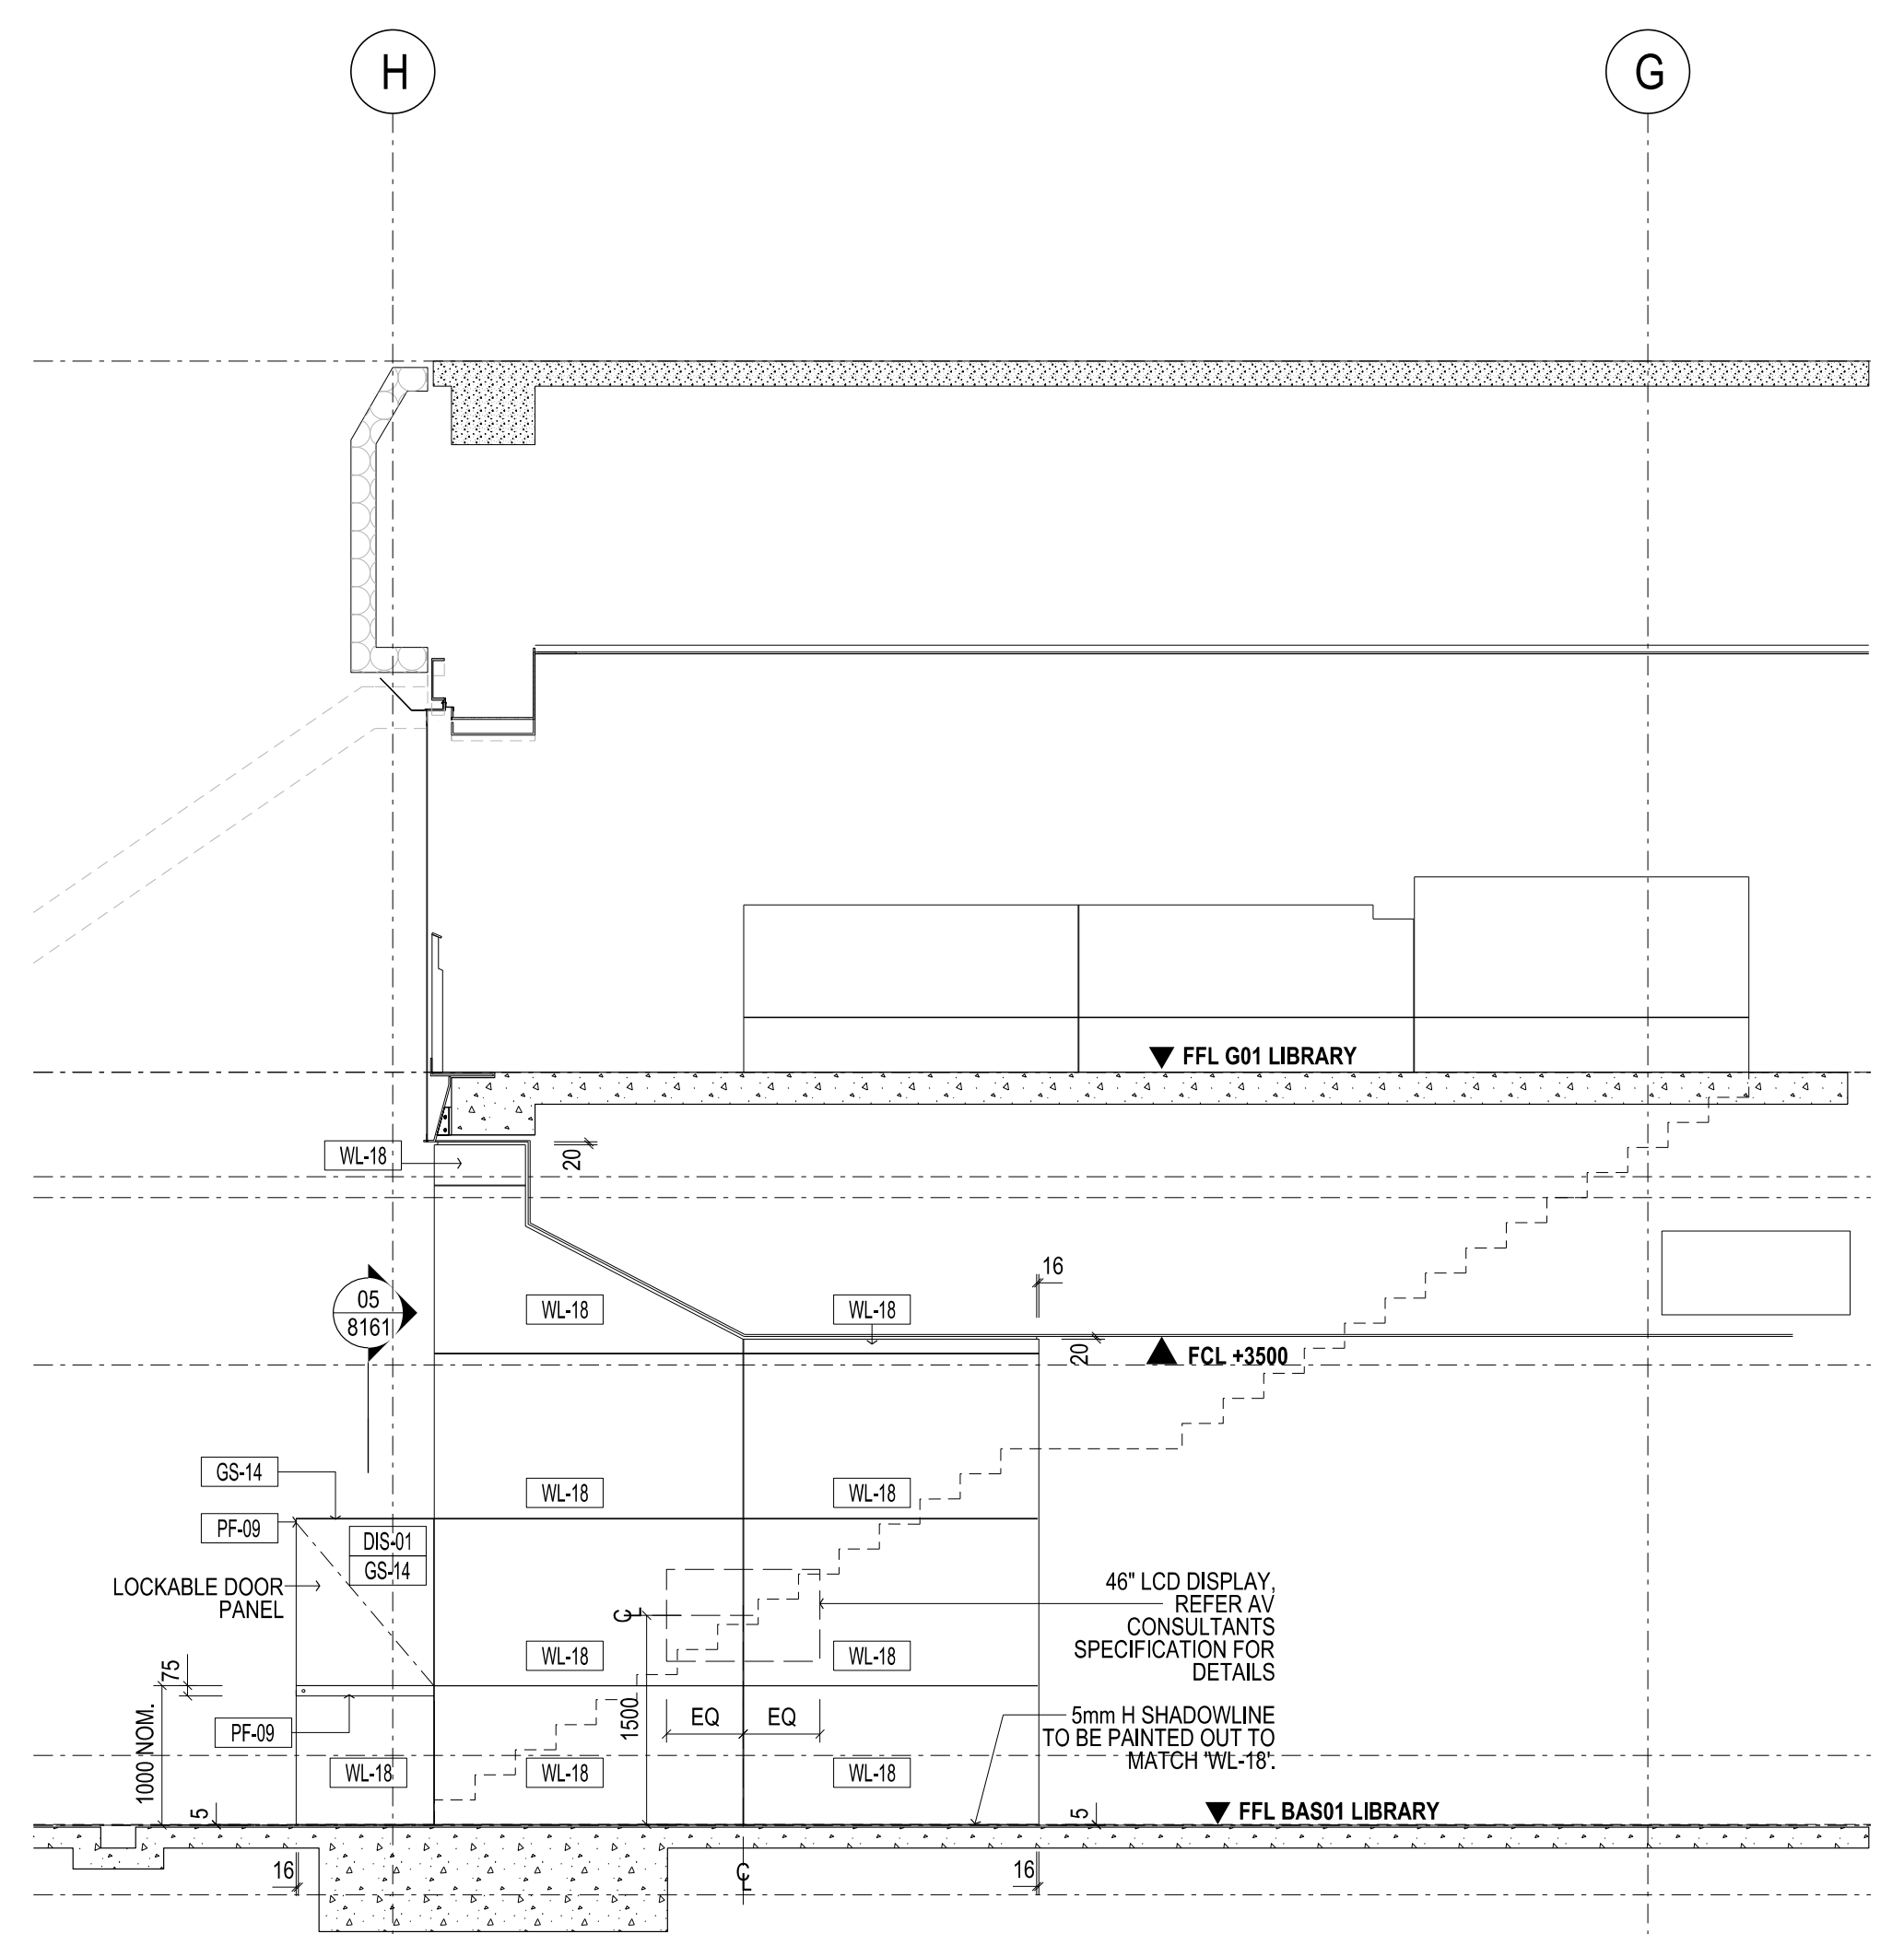 H
G
FFL G01 LIBRARY
WL-18
20
16
05
8161
WL-18
WL-18
20
FCL +3500
GS-14
WL-18
WL-18
PF-09
DIS-01
GS-14
LOCKABLE DOOR
PANEL
46" LCD DISPLAY,
REFER AV
CONSULTANTS
SPECIFICATION FOR
DETAILS
CL
WL-18
WL-18
75
1000 NOM.
1500
EQ
EQ
5mm H SHADOWLINE
TO BE PAINTED OUT TO
MATCH 'WL-18'.
PF-09
WL-18
WL-18
WL-18
5
5
FFL BAS01 LIBRARY
16
CL
16